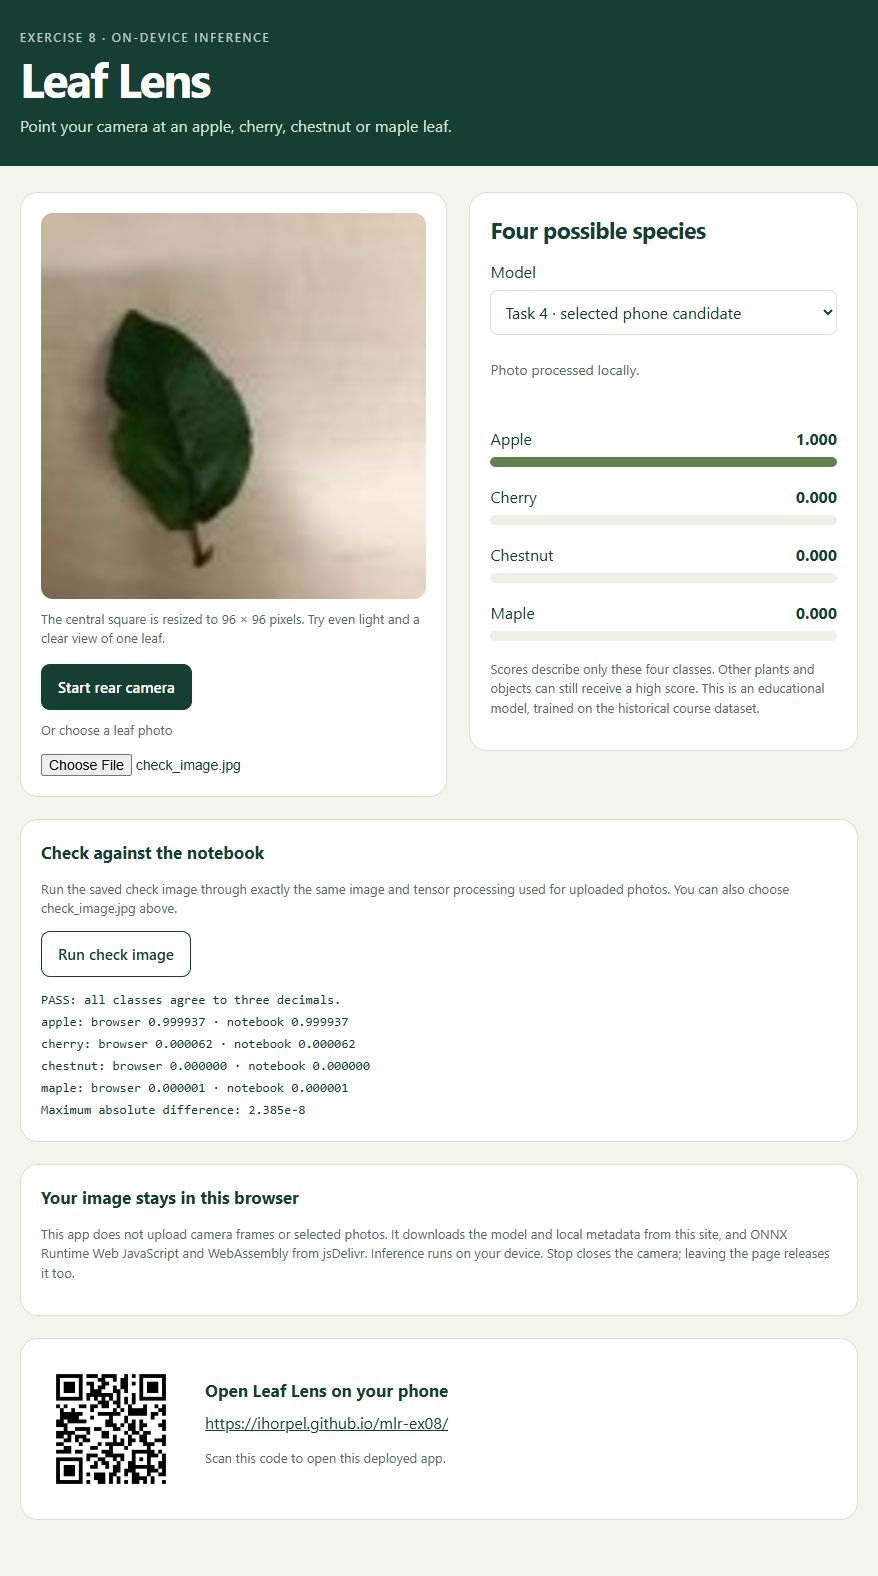 EXERCISE 8 · ON-DEVICE INFERENCE
Leaf Lens
Point your camera at an apple, cherry, chestnut or maple leaf.
The central square is resized to 96 × 96 pixels. Try even light and a
clear view of one leaf.
Start rear camera
Or choose a leaf photo
Choose File check_image.jpg
Four possible species
Model
Task 4 · selected phone candidate
Photo processed locally.
Apple 1.000
Cherry 0.000
Chestnut 0.000
Maple 0.000
Scores describe only these four classes. Other plants and
objects can still receive a high score. This is an educational
model, trained on the historical course dataset.
Check against the notebook
Run the saved check image through exactly the same image and tensor processing used for uploaded photos. You can also choose
check_image.jpg above.
Run check image
PASS: all classes agree to three decimals.
apple: browser 0.999937 · notebook 0.999937
cherry: browser 0.000062 · notebook 0.000062
chestnut: browser 0.000000 · notebook 0.000000
maple: browser 0.000001 · notebook 0.000001
Maximum absolute difference: 2.385e-8
Your image stays in this browser
This app does not upload camera frames or selected photos. It downloads the model and local metadata from this site, and ONNX
Runtime Web JavaScript and WebAssembly from jsDelivr. Inference runs on your device. Stop closes the camera; leaving the page releases
it too.
Open Leaf Lens on your phone
https://ihorpel.github.io/mlr-ex08/
Scan this code to open this deployed app.